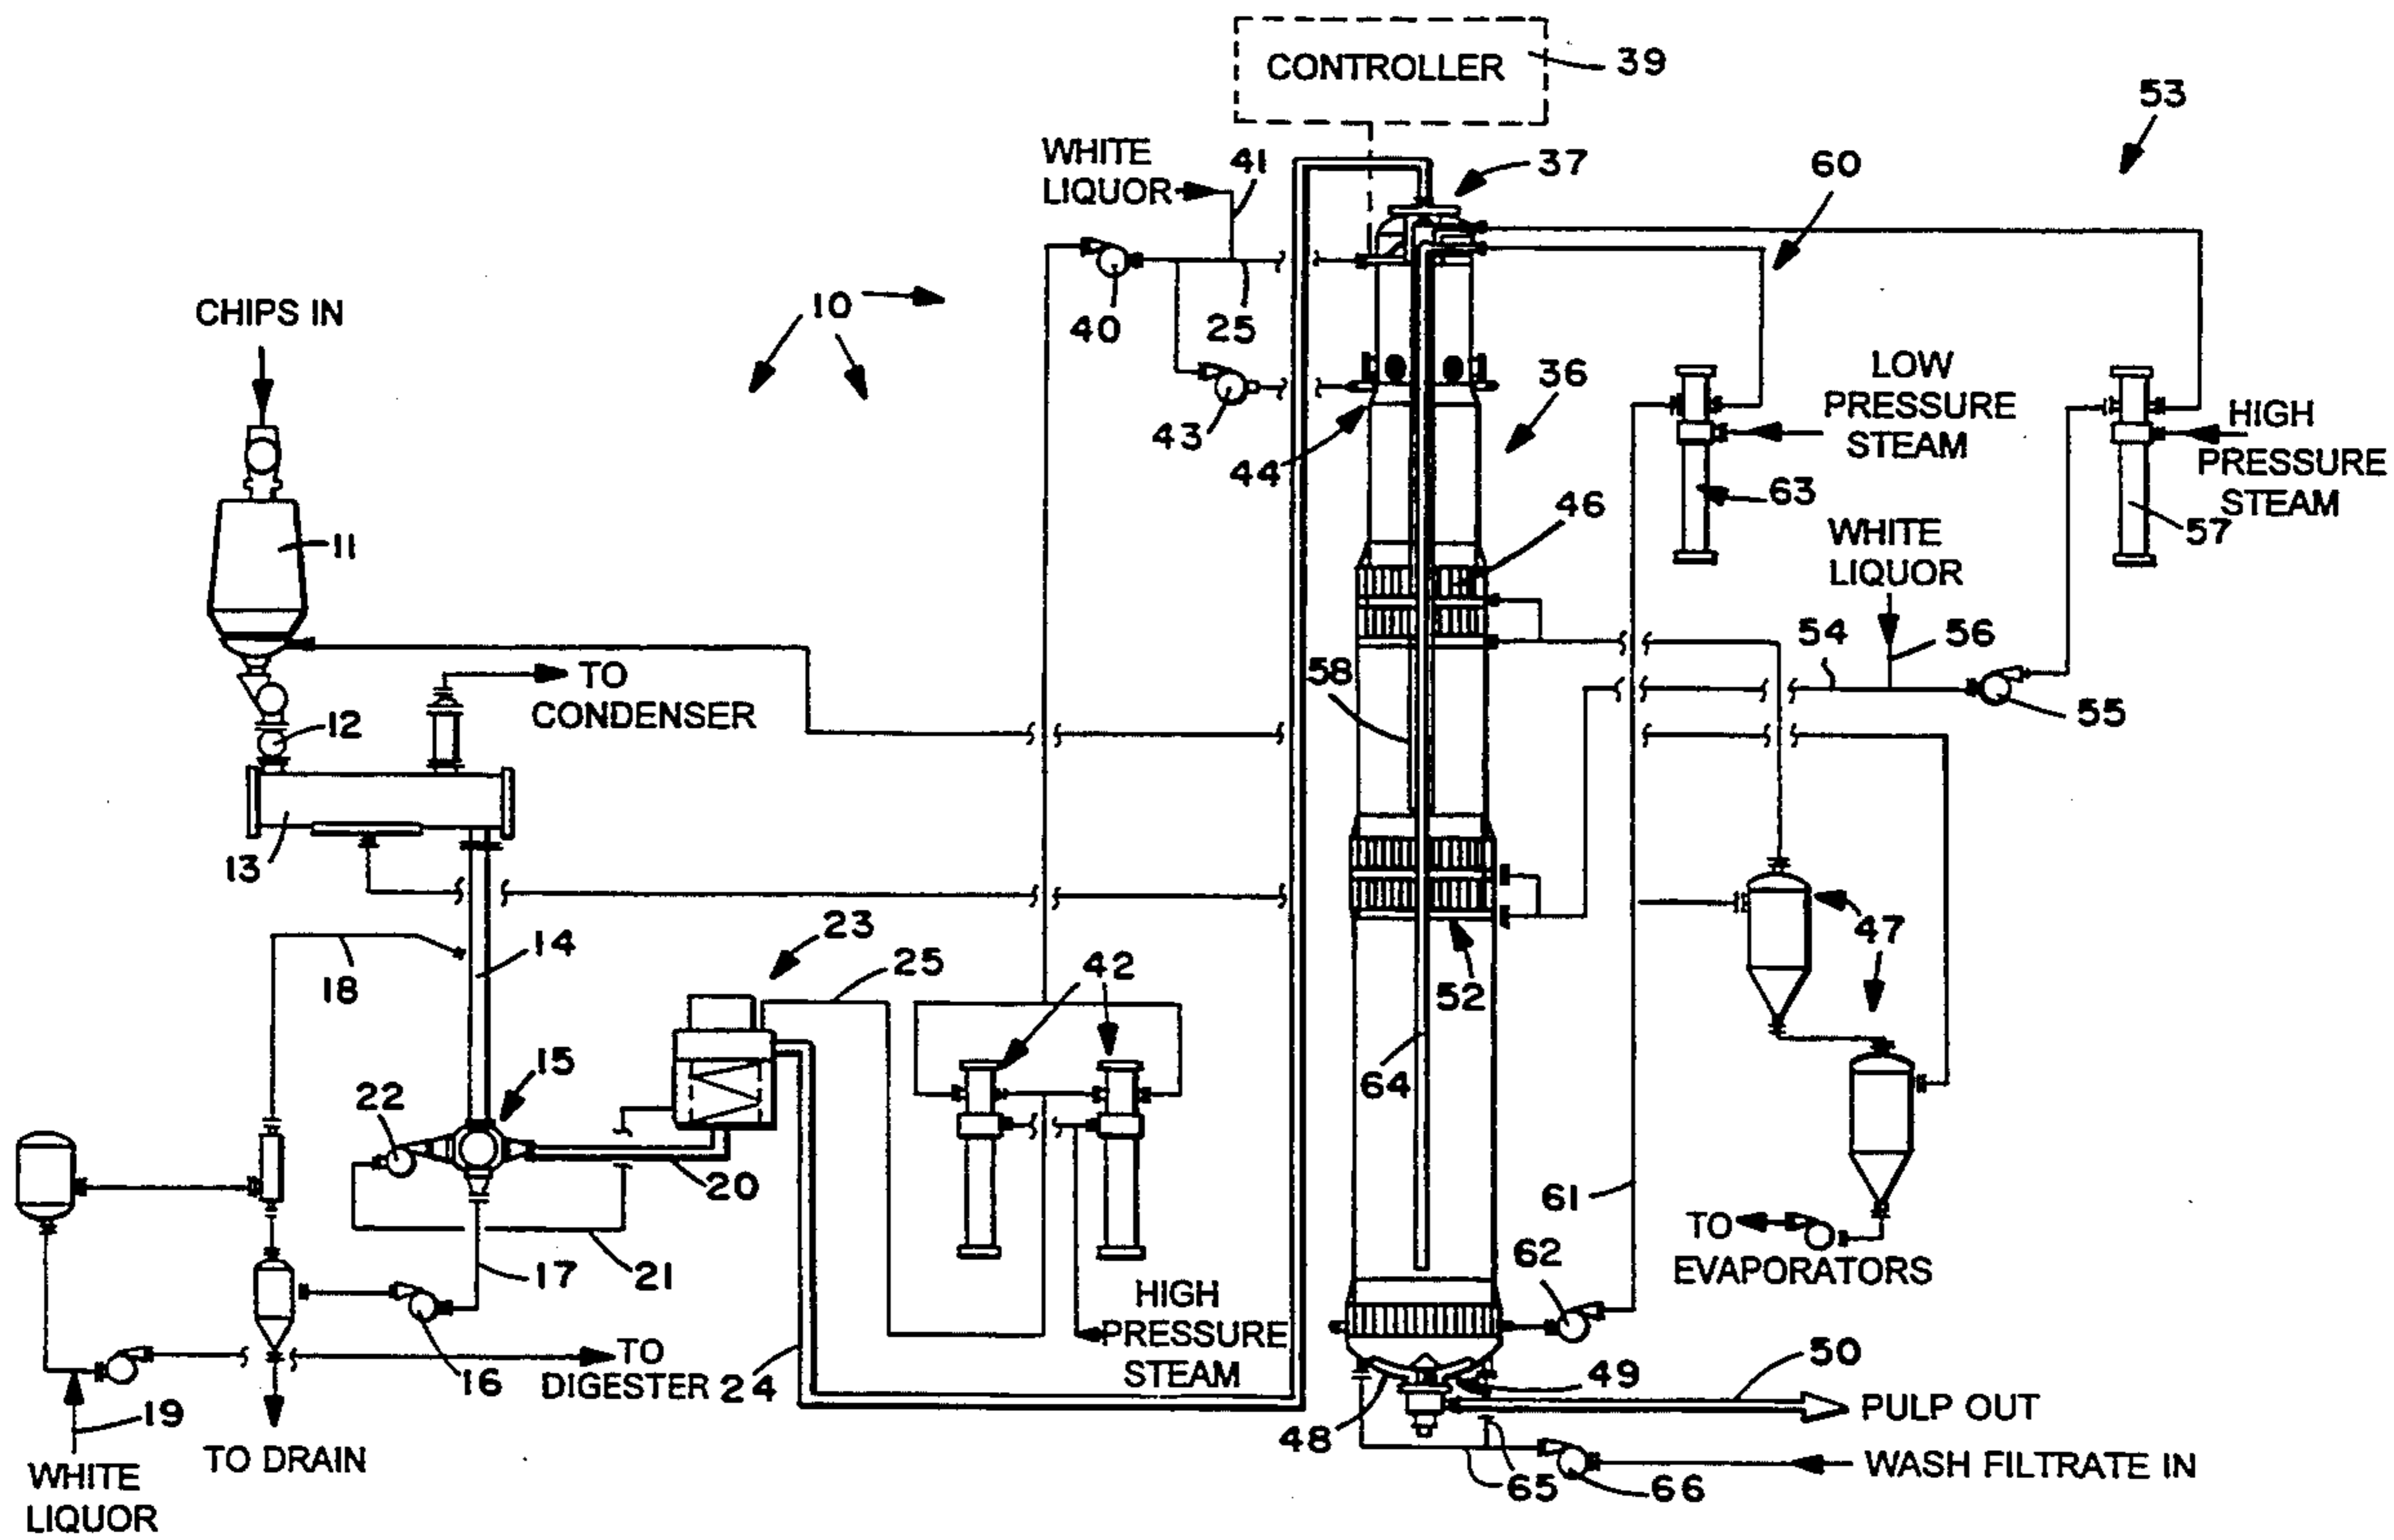 CONTROLLER
39
53
WHITE
LIQUOR
41
37
60
CHIPS IN
10
40
25
LOW
PRESSURE
STEAM
36
43
44
HIGH
PRESSURE
STEAM
63
46
57
11
WHITE
LIQUOR
54
56
TO
CONDENSER
58
55
12
13
23
14
25
42
47
18
52
15
64
22
20
61
TO
EVAPORATORS
62
17
21
HIGH
PRESSURE
STEAM
16
TO
DIGESTER
24
50
49
PULP OUT
19
48
TO DRAIN
WASH FILTRATE IN
WHITE
LIQUOR
65
66